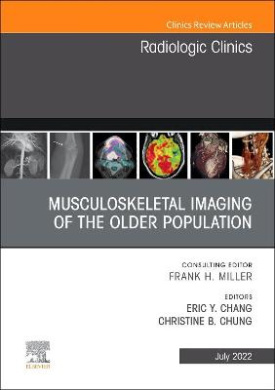 Clinics Review Articles
Radiologic Clinics
MUSCULOSKELETAL IMAGING
OF THE OLDER POPULATION
CONSULTING EDITOR
FRANK H. MILLER
EDITORS
ERIC Y. CHANG
CHRISTINE B. CHUNG
ELSEVIER
July 2022